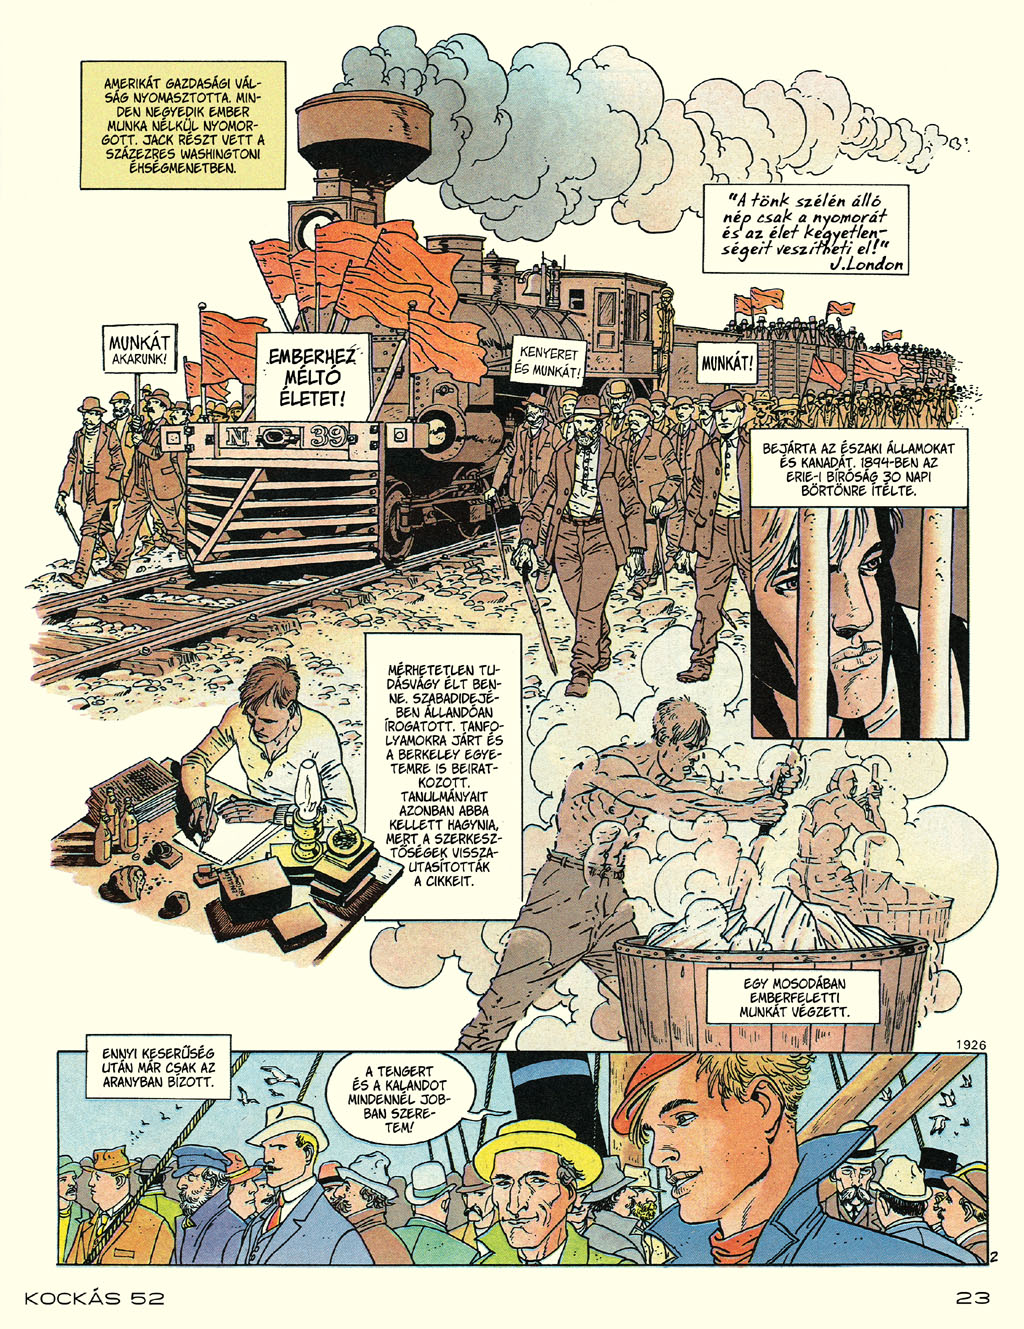 AMERIKÁT GAZDASÁGI VÁL-
SÁG NYOMASZTOTTA. MIN-
DEN NEGYEDIK EMBER
MUNKA NÉLKÜL NYOMOR-
GOTT. JACK RÉSZT VETT A
SZÁZEZRES WASHINGTONI
ÉHSÉGMENETBEN.
"A tönk szélén álló
nép csak a nyomorát
és az élet kegyetlen-
ségeit veszítheti el!"
J. London
MUNKÁT
AKARUNK!
EMBERHEZ
MÉLTÓ
ÉLETET!
KENYERET
ÉS MUNKÁT!
MUNKÁT!
N C 39
BEJÁRTA AZ ÉSZAKI ÁLLAMOKAT
ÉS KANADÁT. 1894-BEN AZ
ERIE-I BÍRÓSÁG 30 NAPI
BÖRTÖNRE ÍTÉLTE.
MÉRHETETLEN TU-
DÁSVÁGY ÉLT BEN-
NE. SZABADIDEJÉ-
BEN ÁLLANDÓAN
ÍROGATOTT. TANFO-
LYAMOKRA JÁRT ÉS
A BERKELEY EGYE-
TEMRE IS BEIRAT-
KOZOTT.
TANULMÁNYAIT
AZONBAN ABBA
KELLETT HAGYNIA,
MERT A SZERKESZ-
TŐSÉGEK VISSZA-
UTASÍTOTTÁK
A CIKKEIT.
EGY MOSODÁBAN
EMBERFELETTI
MUNKÁT VÉGZETT.
1926
ENNYI KESERŰSÉG
UTÁN MÁR CSAK AZ
ARANYBAN BÍZOTT.
A TENGERT
ÉS A KALANDOT
MINDENNÉL JOB-
BAN SZERE-
TEM!
2
KOCKÁS 52
23